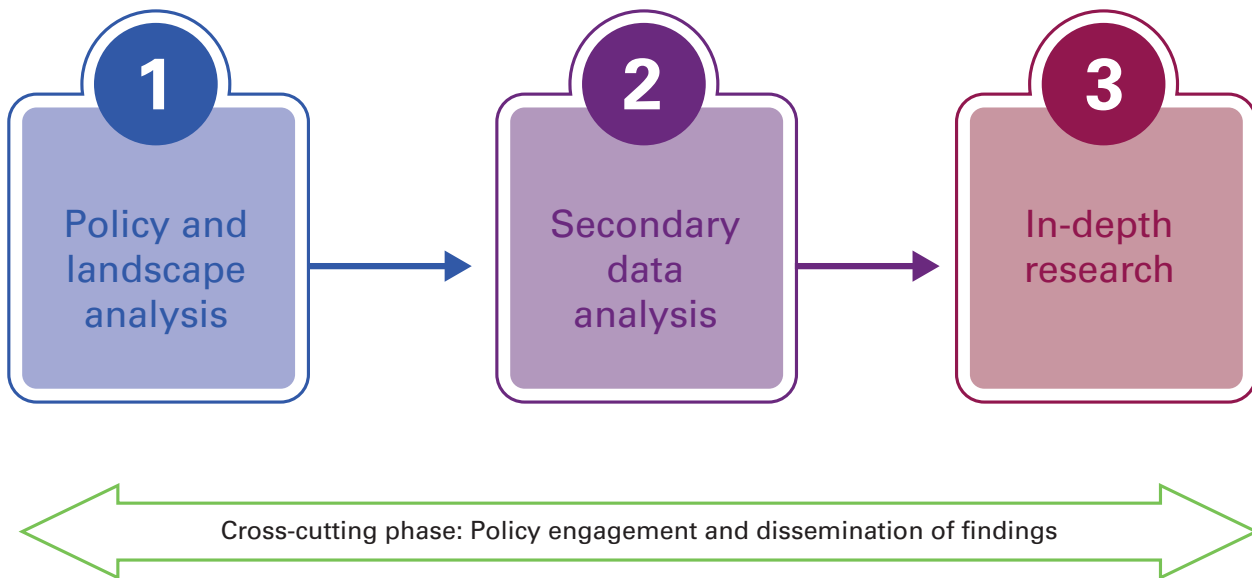 1
Policy and
landscape
analysis
2
Secondary
data
analysis
3
In-depth
research
Cross-cutting phase: Policy engagement and dissemination of findings